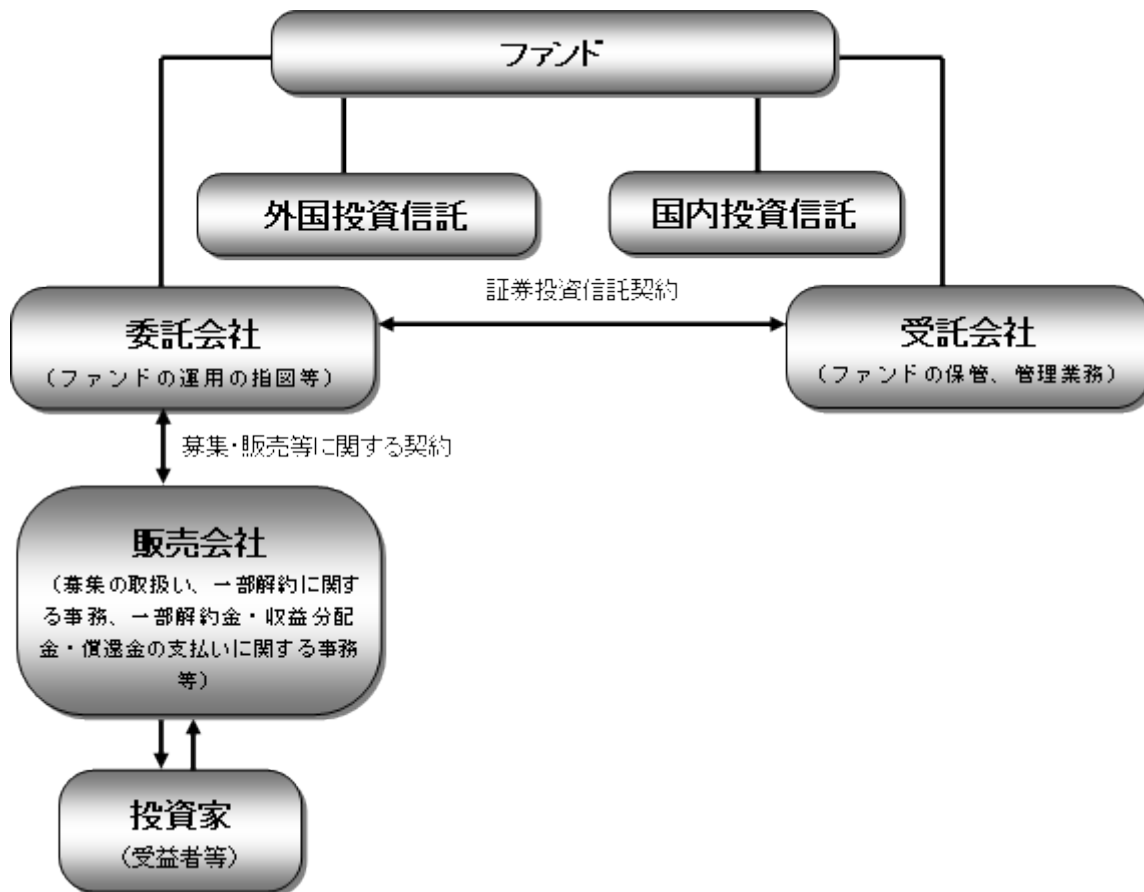 ファンド
外国投資信託
国内投資信託
証券投資信託契約
委託会社
（ファンドの運用の指図等）
受託会社
（ファンドの保管、管理業務）
募集・販売等に関する契約
販売会社
（募集の取扱い、一部解約に関す
る事務、一部解約金・収益分配
金・償還金の支払いに関する事務
等）
投資家
（受益者等）